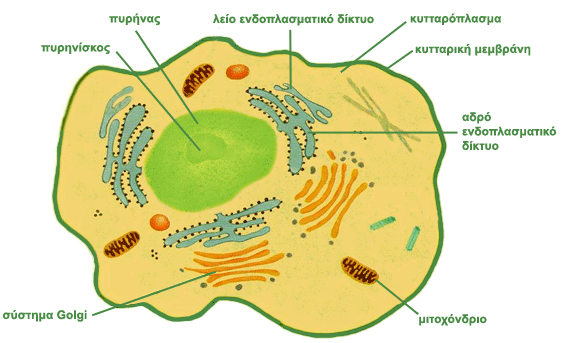 πυρήνας
λείο ενδοπλασματικό δίκτυο
κυτταρόπλασμα
πυρηνίσκος
κυτταρική μεμβράνη
αδρό
ενδοπλασματικό
δίκτυο
σύστημα Golgi
μιτοχόνδριο